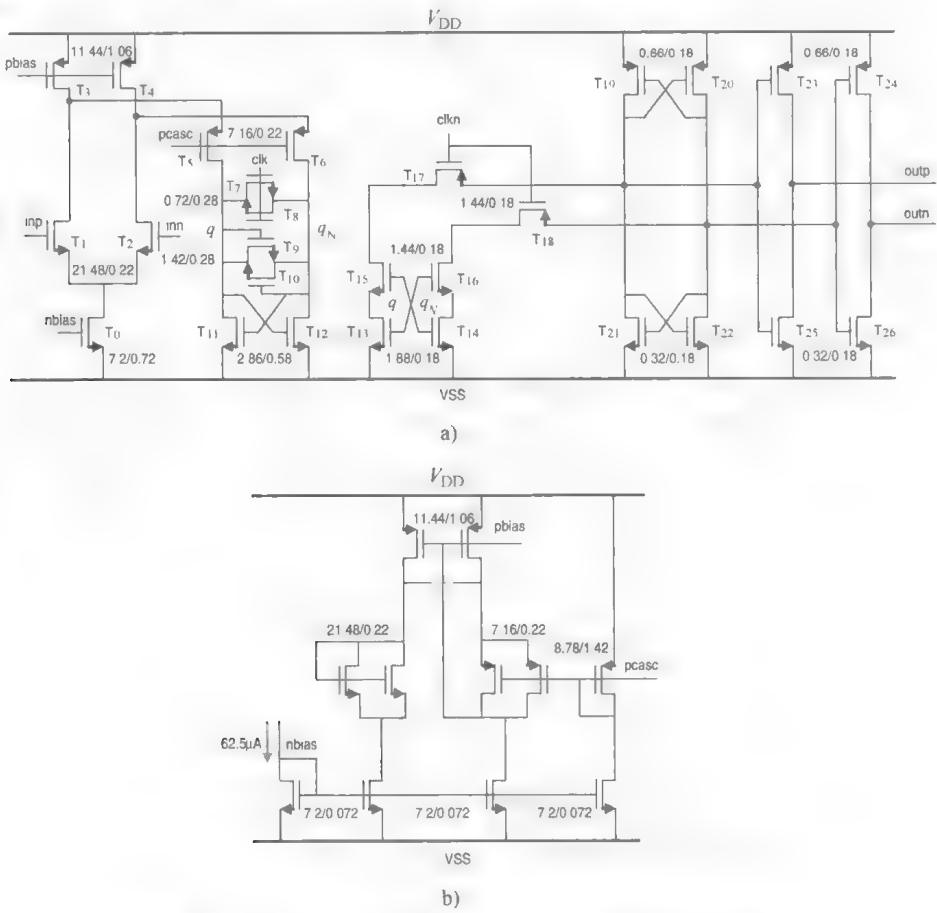 V_DD
11 44/1 06
0.66/0 18
0 66/0 18
pbias
T3
T4
T19
T20
T23
T24
clkn
pcasc
7 16/0 22
T5
T6
clk
T17
outp
T7
0 72/0 28
T8
1 44/0 18
outn
T18
inp
inn
q
q_N
T9
T1
T2
1 42/0 28
1.44/0 18
T15
T16
21 48/0 22
T10
q
q_N
nbias
T0
T11
T12
T13
T14
T21
T22
T25
T26
7 2/0.72
2 86/0.58
1 88/0 18
0 32/0.18
0 32/0 18
VSS
a)
V_DD
11.44/1 06
pbias
21 48/0 22
7 16/0.22
8.78/1 42
pcasc
62.5µA
nbias
7 2/0 072
7 2/0 072
7 2/0 072
VSS
b)